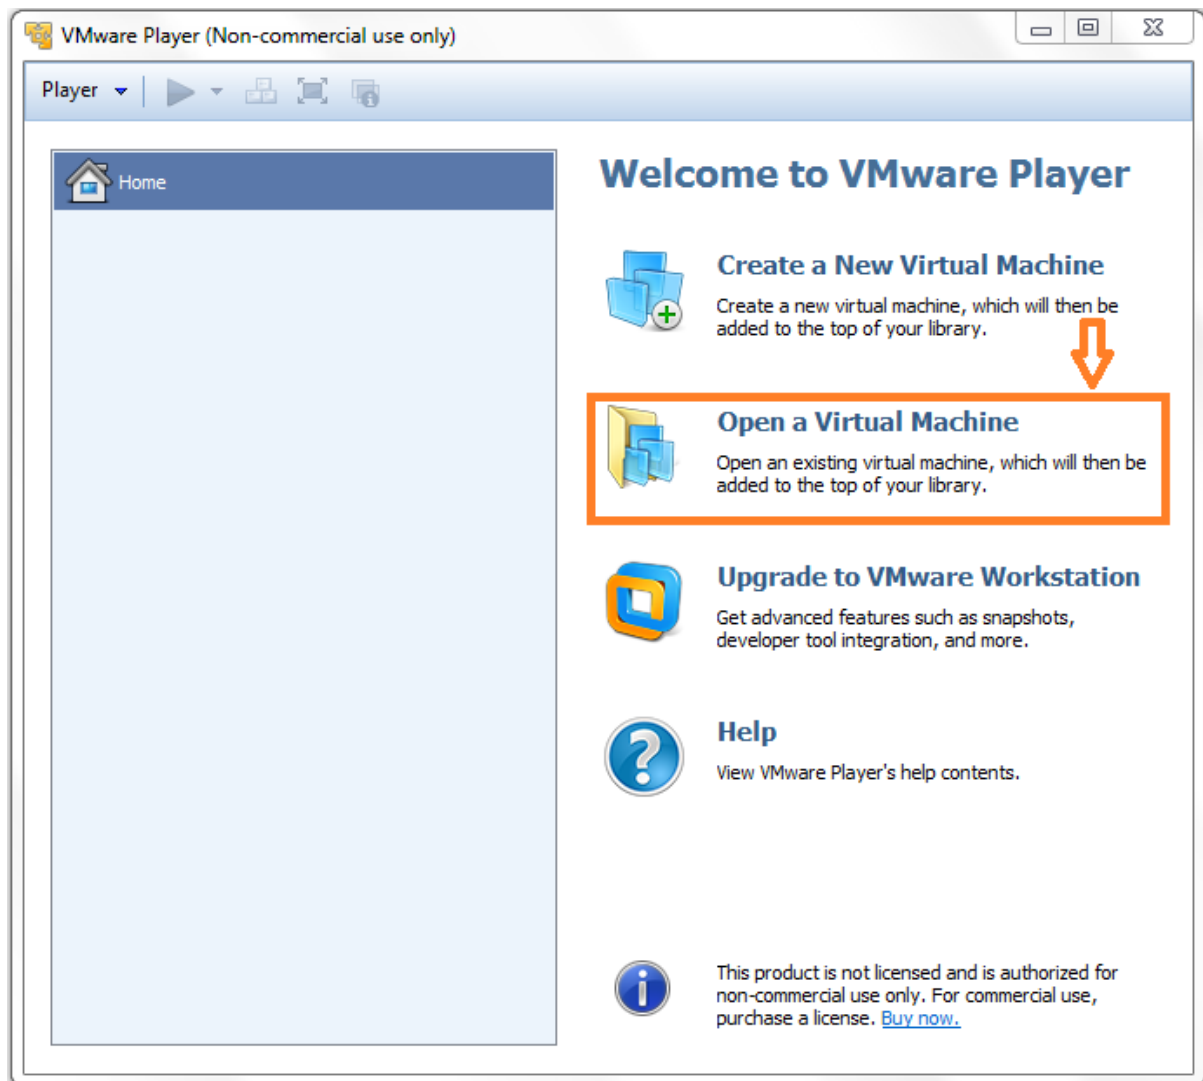 VMware Player (Non-commercial use only)
Player
Home
Welcome to VMware Player
Create a New Virtual Machine
Create a new virtual machine, which will then be
added to the top of your library.
Open a Virtual Machine
Open an existing virtual machine, which will then be
added to the top of your library.
Upgrade to VMware Workstation
Get advanced features such as snapshots,
developer tool integration, and more.
Help
View VMware Player's help contents.
This product is not licensed and is authorized for
non-commercial use only. For commercial use,
purchase a license. Buy now.